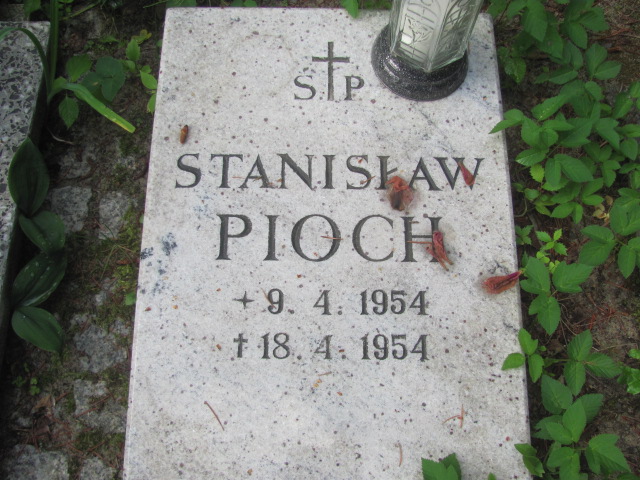 S†P
STANISŁAW
PIOCH
+ 9. 4. 1954
†18. 4. 1954